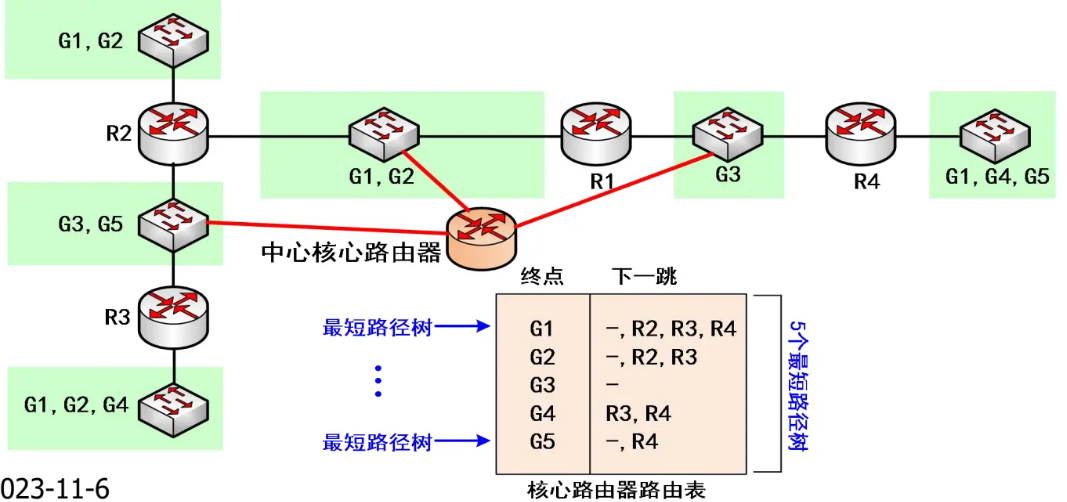 G1,G2
R2
G1,G2
R1
G3
R4
G1,G4,G5
G3,G5
中心核心路由器
R3
G1,G2,G4
终点 下一跳
最短路径树 G1 -,R2,R3,R4
G2 -,R2,R3
G3 -
G4 R3,R4
最短路径树 G5 -,R4
5个最短路径树
核心路由器路由表
023-11-6